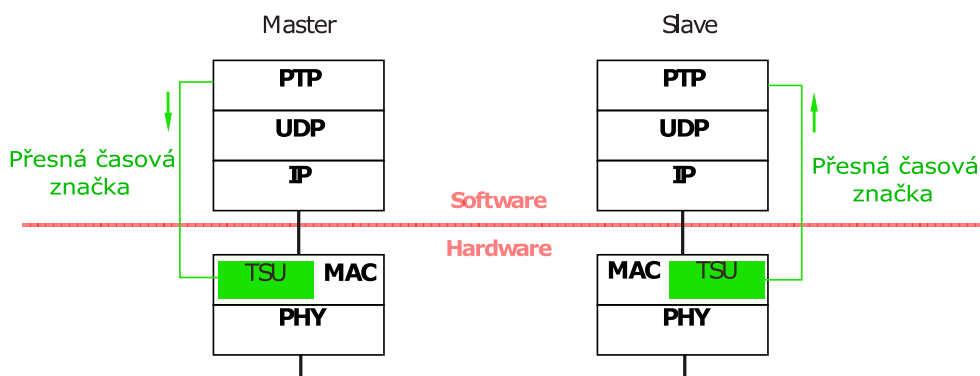 Master
Slave
PTP
PTP
UDP
UDP
Přesná časová
značka
Přesná časová
značka
IP
IP
Software
Hardware
TSU
MAC
MAC
TSU
PHY
PHY